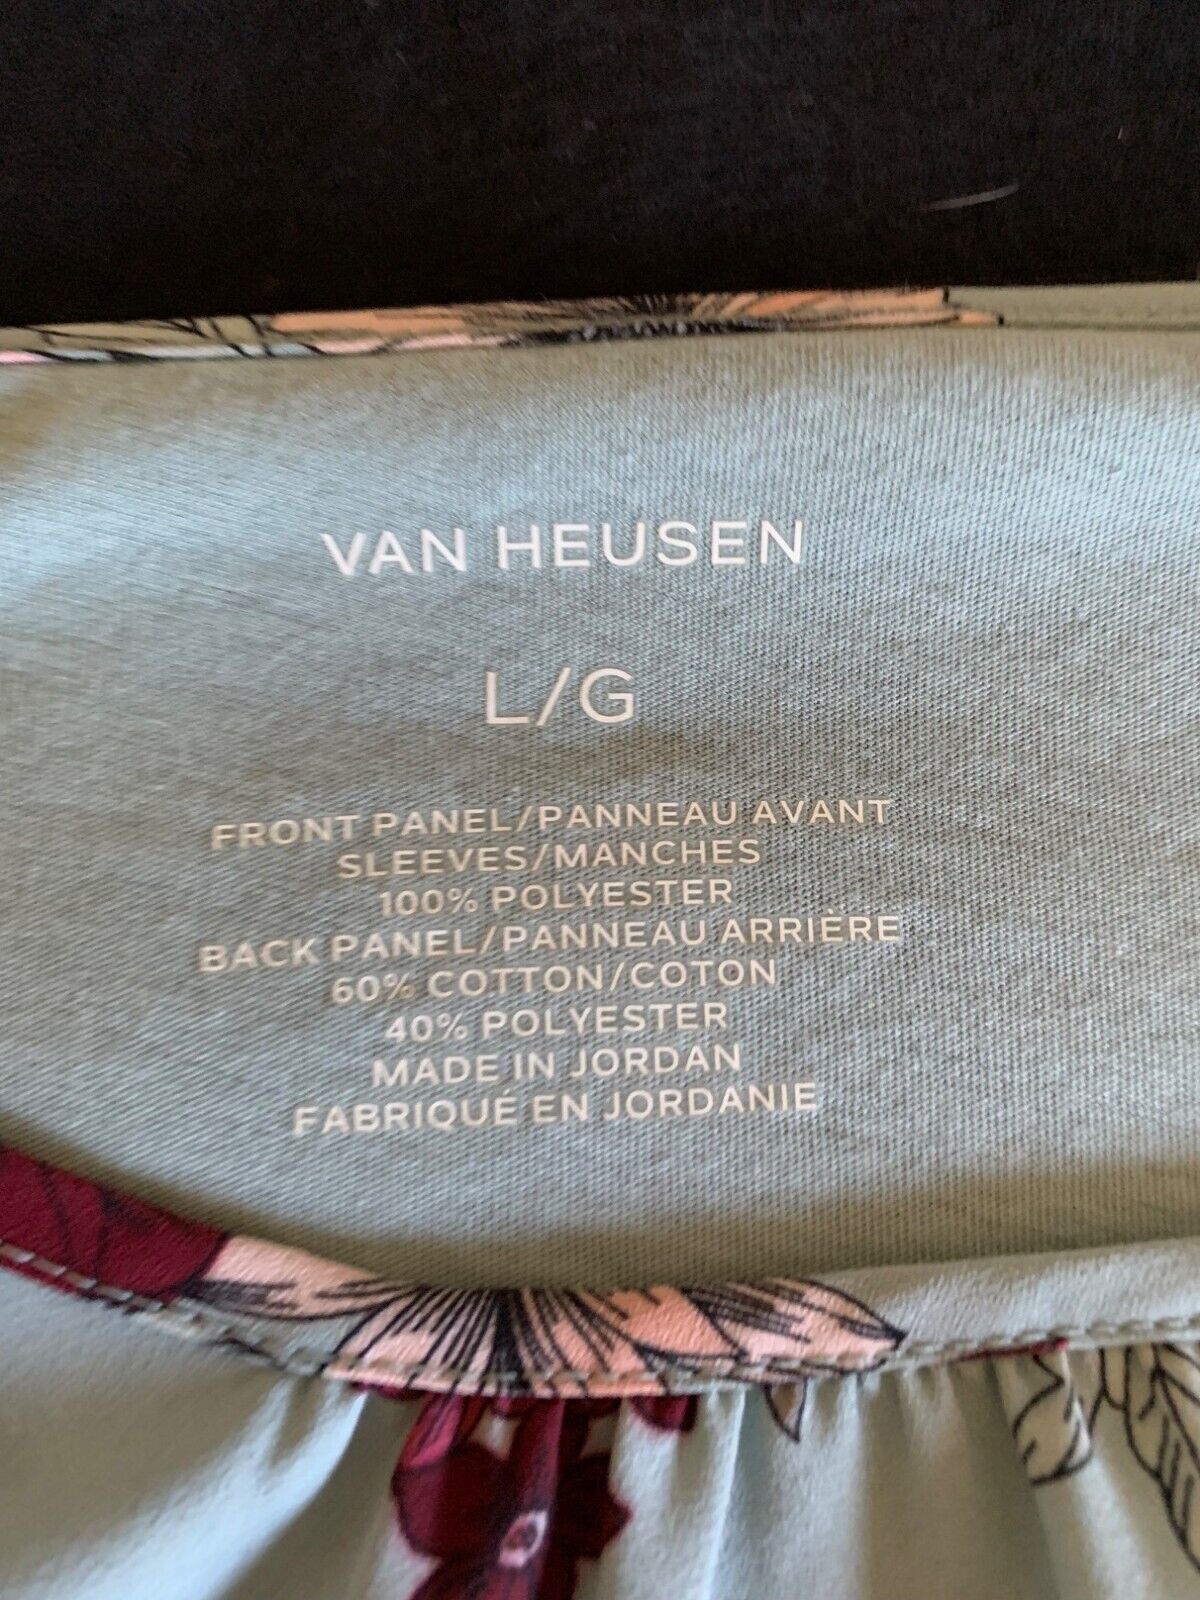 VAN HEUSEN
L/G
FRONT PANEL/PANNEAU AVANT
SLEEVES/MANCHES
100% POLYESTER
BACK PANEL/PANNEAU ARRIÈRE
60% COTTON/COTON
40% POLYESTER
MADE IN JORDAN
FABRIQUÉ EN JORDANIE